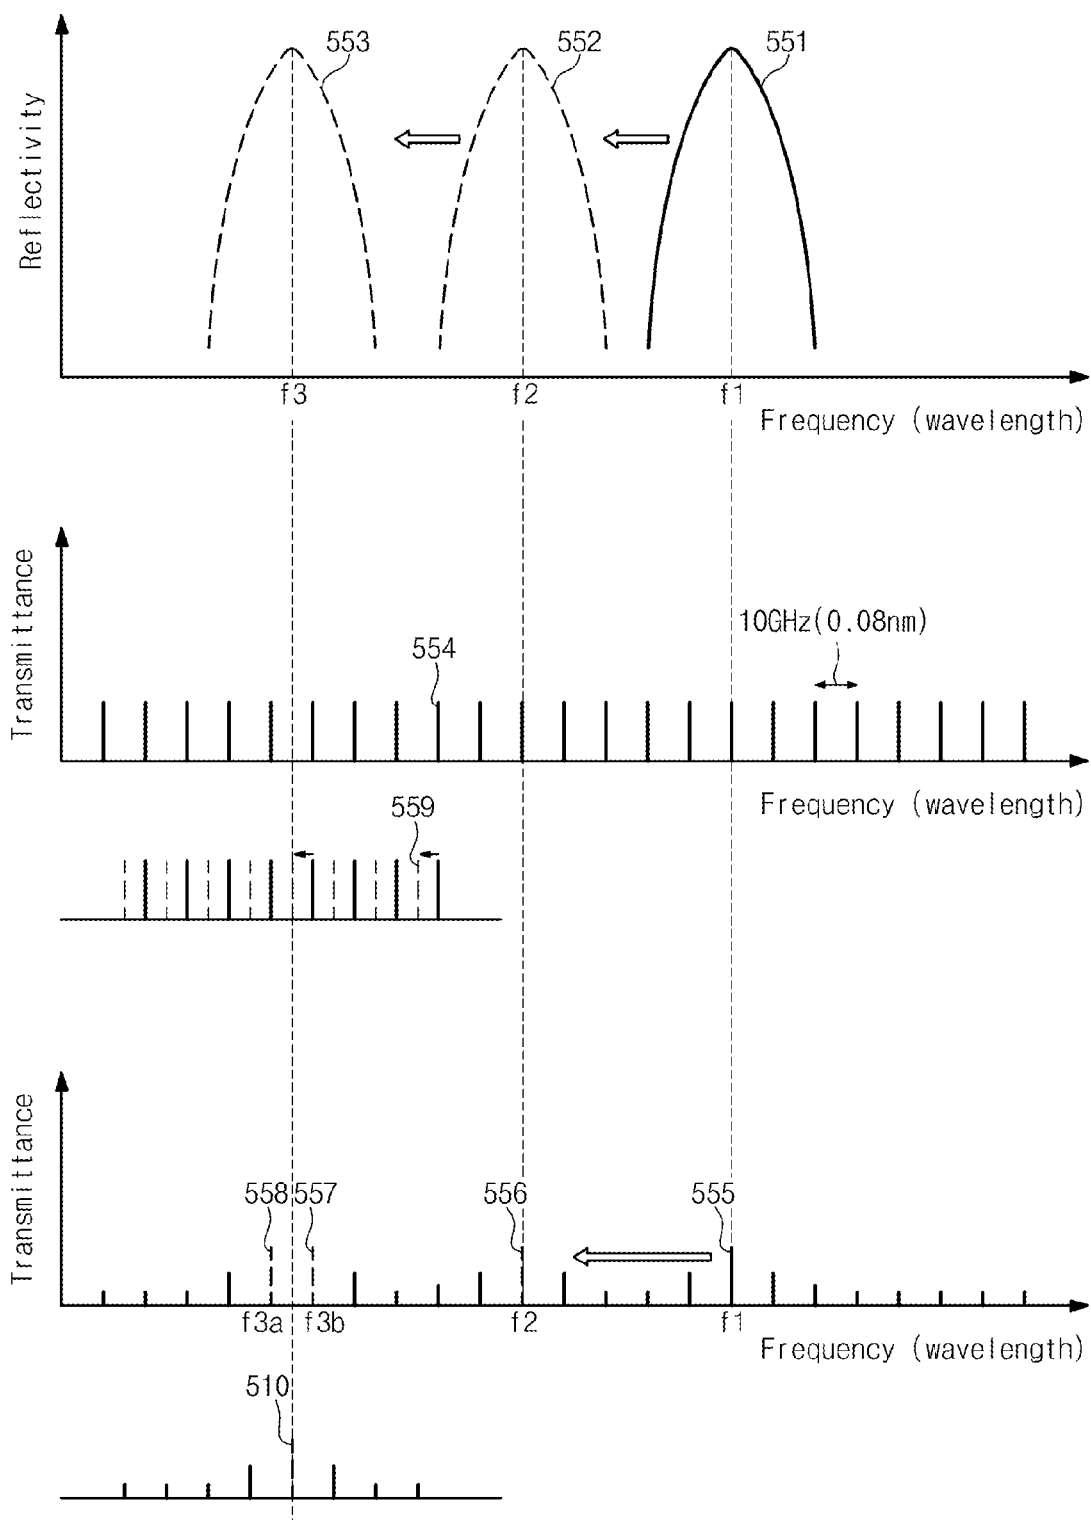 553
552
551
Reflectivity
f3
f2
f1
Frequency (wavelength)
Transmittance
10GHz(0.08nm)
554
Frequency (wavelength)
559
Transmittance
558
557
556
555
f3a
f3b
f2
f1
Frequency (wavelength)
510